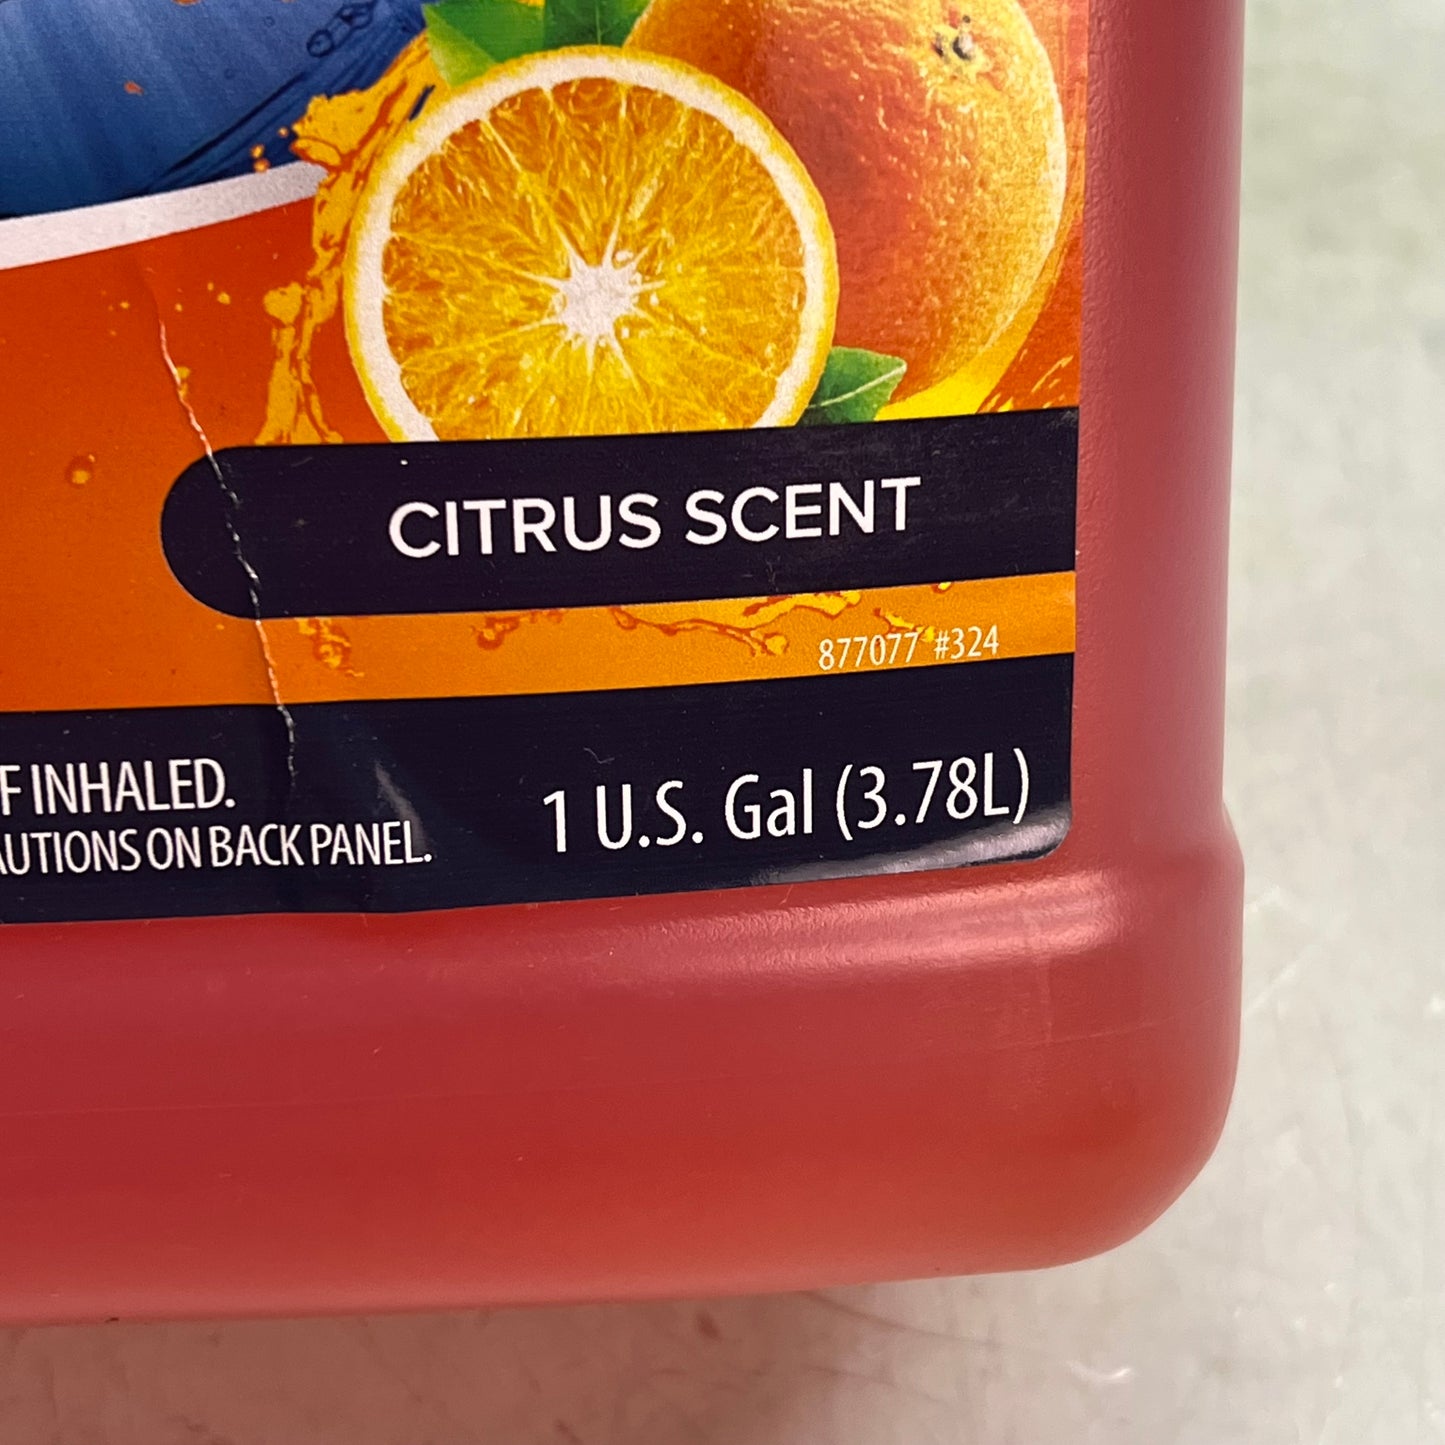 CITRUS SCENT
877077 #324
F INHALED.
AUTIONS ON BACK PANEL.
1 U.S. Gal (3.78L)